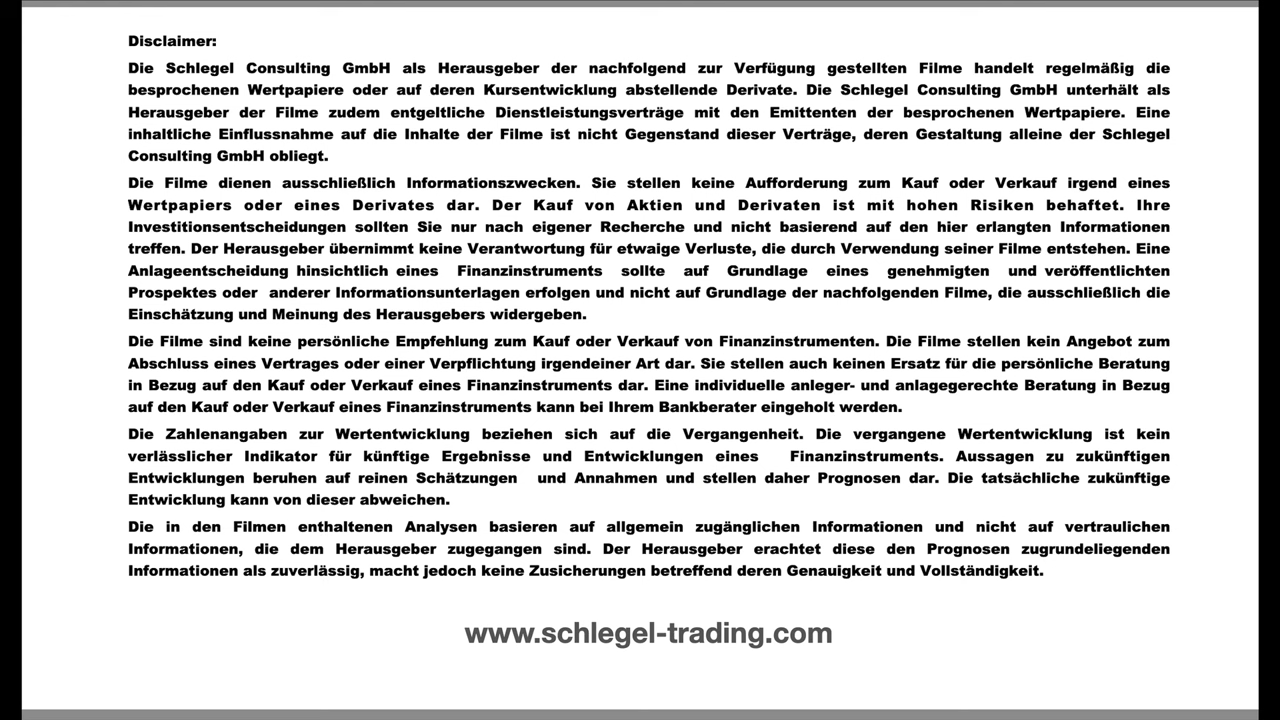 Disclaimer:
Die Schlegel Consulting GmbH als Herausgeber der nachfolgend zur Verfügung gestellten Filme handelt regelmäßig die
besprochenen Wertpapiere oder auf deren Kursentwicklung abstellende Derivate. Die Schlegel Consulting GmbH unterhält als
Herausgeber der Filme zudem entgeltliche Dienstleistungsverträge mit den Emittenten der besprochenen Wertpapiere. Eine
inhaltliche Einflussnahme auf die Inhalte der Filme ist nicht Gegenstand dieser Verträge, deren Gestaltung alleine der Schlegel
Consulting GmbH obliegt.
Die Filme dienen ausschließlich Informationszwecken. Sie stellen keine Aufforderung zum Kauf oder Verkauf irgend eines
Wertpapiers oder eines Derivates dar. Der Kauf von Aktien und Derivaten ist mit hohen Risiken behaftet. Ihre
Investitionsentscheidungen sollten Sie nur nach eigener Recherche und nicht basierend auf den hier erlangten Informationen
treffen. Der Herausgeber übernimmt keine Verantwortung für etwaige Verluste, die durch Verwendung seiner Filme entstehen. Eine
Anlageentscheidung hinsichtlich eines Finanzinstruments sollte auf Grundlage eines genehmigten und veröffentlichten
Prospektes oder anderer Informationsunterlagen erfolgen und nicht auf Grundlage der nachfolgenden Filme, die ausschließlich die
Einschätzung und Meinung des Herausgebers widergeben.
Die Filme sind keine persönliche Empfehlung zum Kauf oder Verkauf von Finanzinstrumenten. Die Filme stellen kein Angebot zum
Abschluss eines Vertrages oder einer Verpflichtung irgendeiner Art dar. Sie stellen auch keinen Ersatz für die persönliche Beratung
in Bezug auf den Kauf oder Verkauf eines Finanzinstruments dar. Eine individuelle anleger- und anlagegerechte Beratung in Bezug
auf den Kauf oder Verkauf eines Finanzinstruments kann bei Ihrem Bankberater eingeholt werden.
Die Zahlenangaben zur Wertentwicklung beziehen sich auf die Vergangenheit. Die vergangene Wertentwicklung ist kein
verlässlicher Indikator für künftige Ergebnisse und Entwicklungen eines Finanzinstruments. Aussagen zu zukünftigen
Entwicklungen beruhen auf reinen Schätzungen und Annahmen und stellen daher Prognosen dar. Die tatsächliche zukünftige
Entwicklung kann von dieser abweichen.
Die in den Filmen enthaltenen Analysen basieren auf allgemein zugänglichen Informationen und nicht auf vertraulichen
Informationen, die dem Herausgeber zugegangen sind. Der Herausgeber erachtet diese den Prognosen zugrundeliegenden
Informationen als zuverlässig, macht jedoch keine Zusicherungen betreffend deren Genauigkeit und Vollständigkeit.
www.schlegel-trading.com